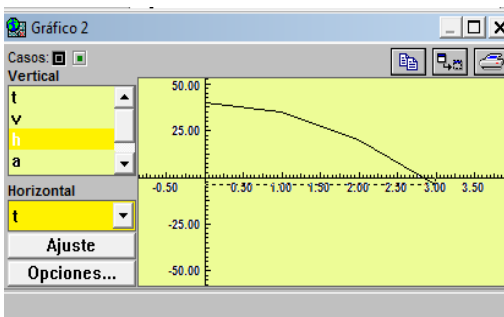 Gráfico 2
Casos:
Vertical
t
v
h
a
Horizontal
t
Ajuste
Opciones...
50.00
25.00
-0.50 0.50 1.00 1.50 2.00 2.50 3.00 3.50
-25.00
-50.00